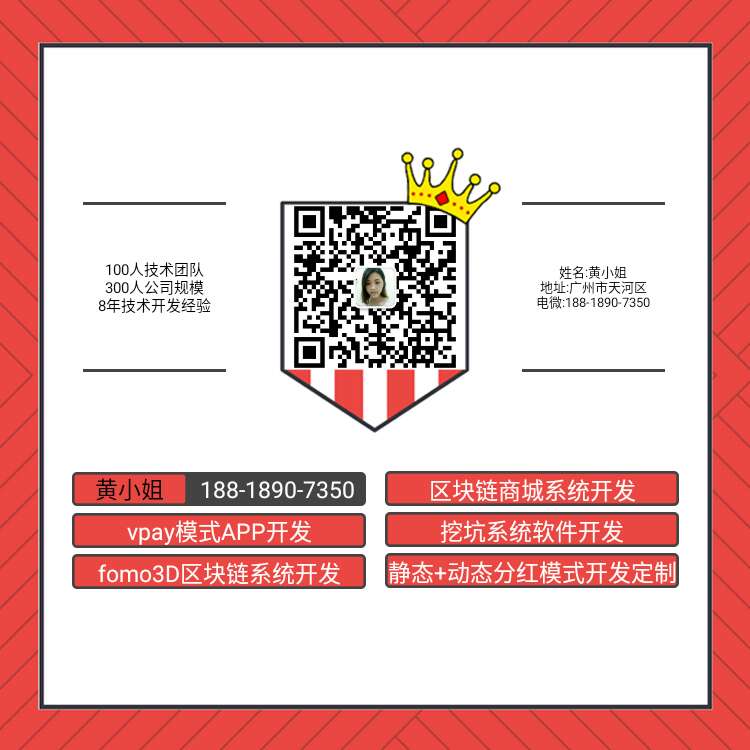 100人技术团队
300人公司规模
8年技术开发经验
姓名:黄小姐
地址:广州市天河区
电微:188-1890-7350
黄小姐 188-1890-7350
区块链商城系统开发
vpay模式APP开发
挖坑系统软件开发
fomo3D区块链系统开发
静态+动态分红模式开发定制